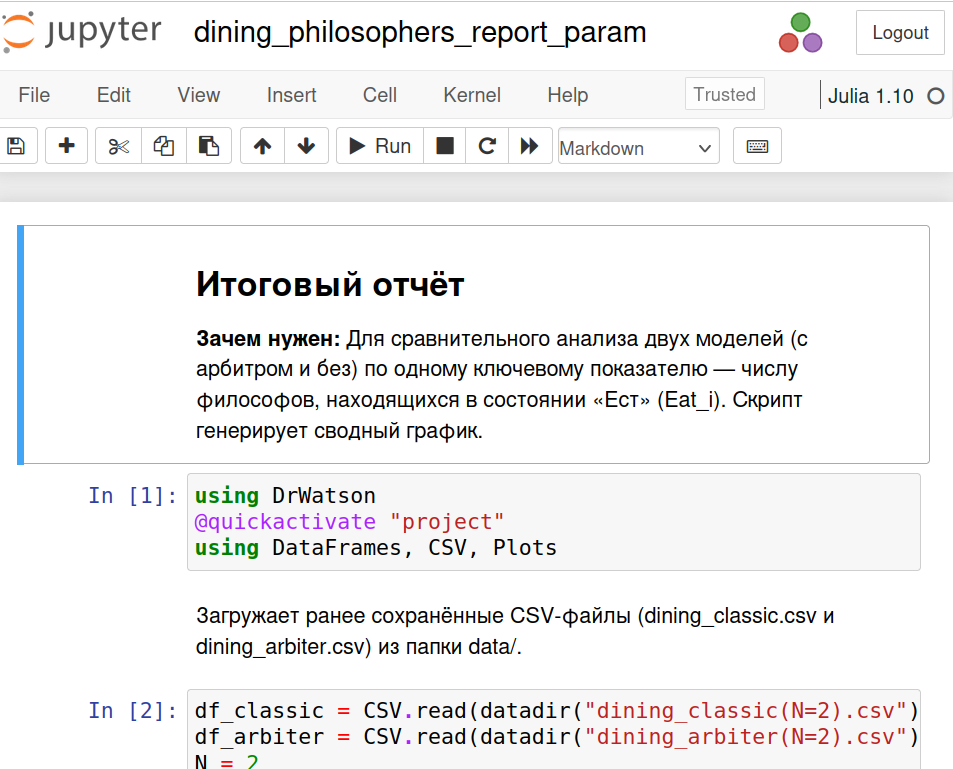 jupyter dining_philosophers_report_param Logout
File Edit View Insert Cell Kernel Help Trusted Julia 1.10
Run Markdown
Итоговый отчёт
Зачем нужен: Для сравнительного анализа двух моделей (с
арбитром и без) по одному ключевому показателю — числу
философов, находящихся в состоянии «Ест» (Eat_i). Скрипт
генерирует сводный график.
In [1]: using DrWatson
@quickactivate "project"
using DataFrames, CSV, Plots
Загружает ранее сохранённые CSV-файлы (dining_classic.csv и
dining_arbiter.csv) из папки data/.
In [2]: df_classic = CSV.read(datadir("dining_classic(N=2).csv")
df_arbiter = CSV.read(datadir("dining_arbiter(N=2).csv")
N = 2